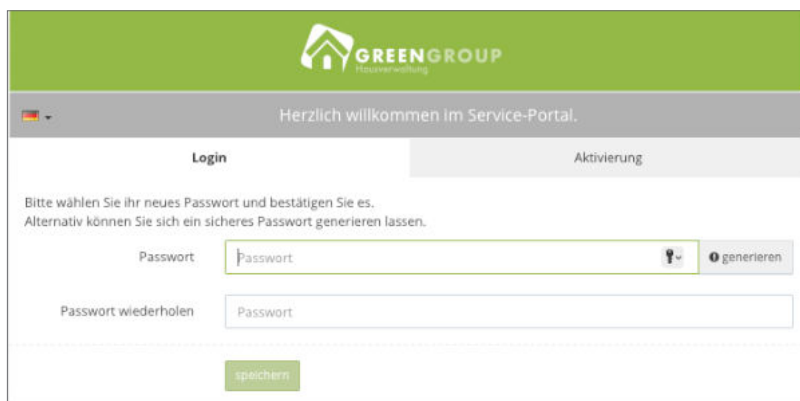 GREENGROUP
Hausverwaltung
Herzlich willkommen im Service-Portal.
Login
Aktivierung
Bitte wählen Sie ihr neues Passwort und bestätigen Sie es.
Alternativ können Sie sich ein sicheres Passwort generieren lassen.
Passwort
Passwort
generieren
Passwort wiederholen
Passwort
speichern